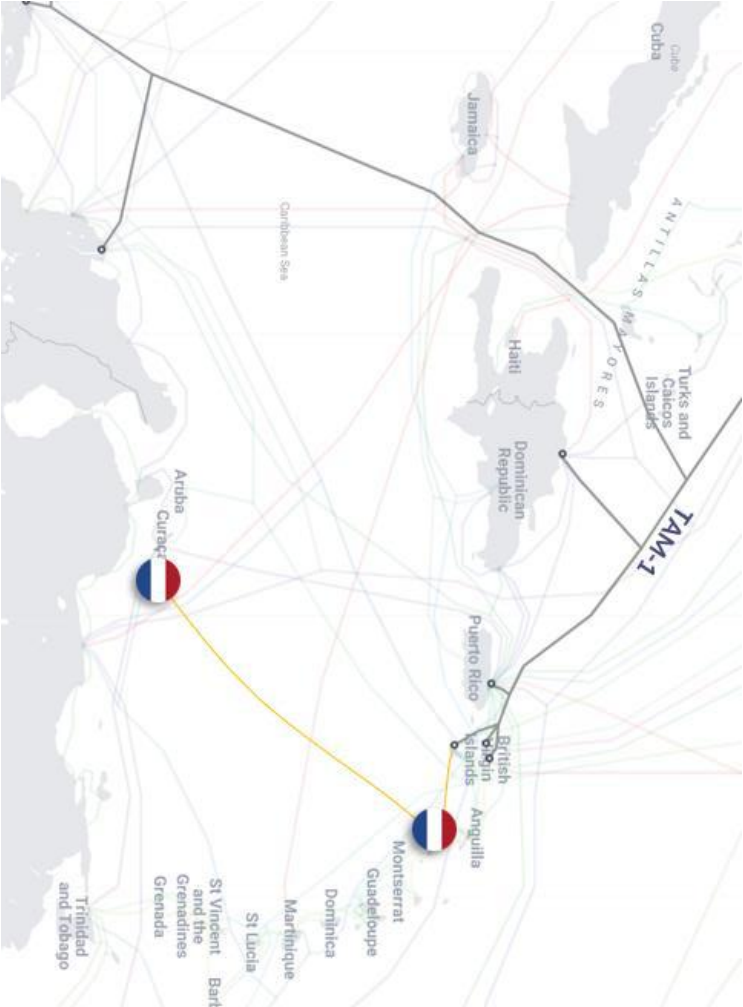 Cuba
Cube
Jamaica
ANTILLAS MAYORES
Caribbean Sea
Haiti
Turks and
Caicos
Islands
Dominican
Republic
TAM-1
Aruba
Curaça
Puerto Rico
British
Virgin
Islands
Anguilla
Montserrat
Guadeloupe
Dominica
Martinique
St Lucia
St Vincent
and the
Grenadines
Grenada
Barb
Trinidad
and Tobago